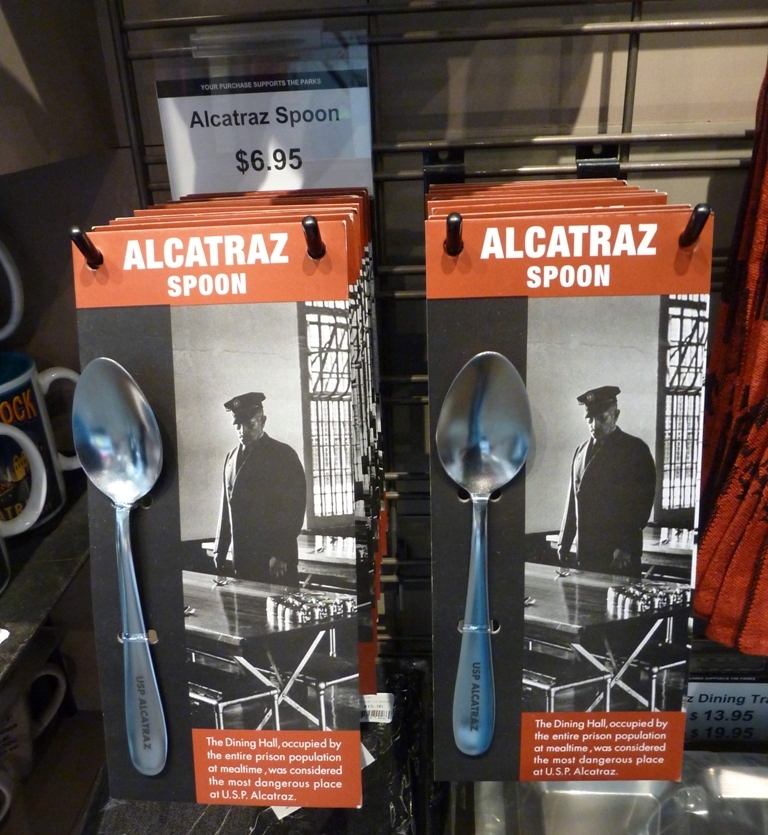 YOUR PURCHASE SUPPORTS THE PARKS
Alcatraz Spoon
$6.95
ALCATRAZ
SPOON
USP ALCATRAZ
The Dining Hall, occupied by
the entire prison population
at mealtime, was considered
the most dangerous place
at U.S.P. Alcatraz.
ALCATRAZ
SPOON
USP ALCATRAZ
The Dining Hall, occupied by
the entire prison population
at mealtime, was considered
the most dangerous place
at U.S.P. Alcatraz.
OCK
z Dining Tra
$ 13.95
$ 19.95